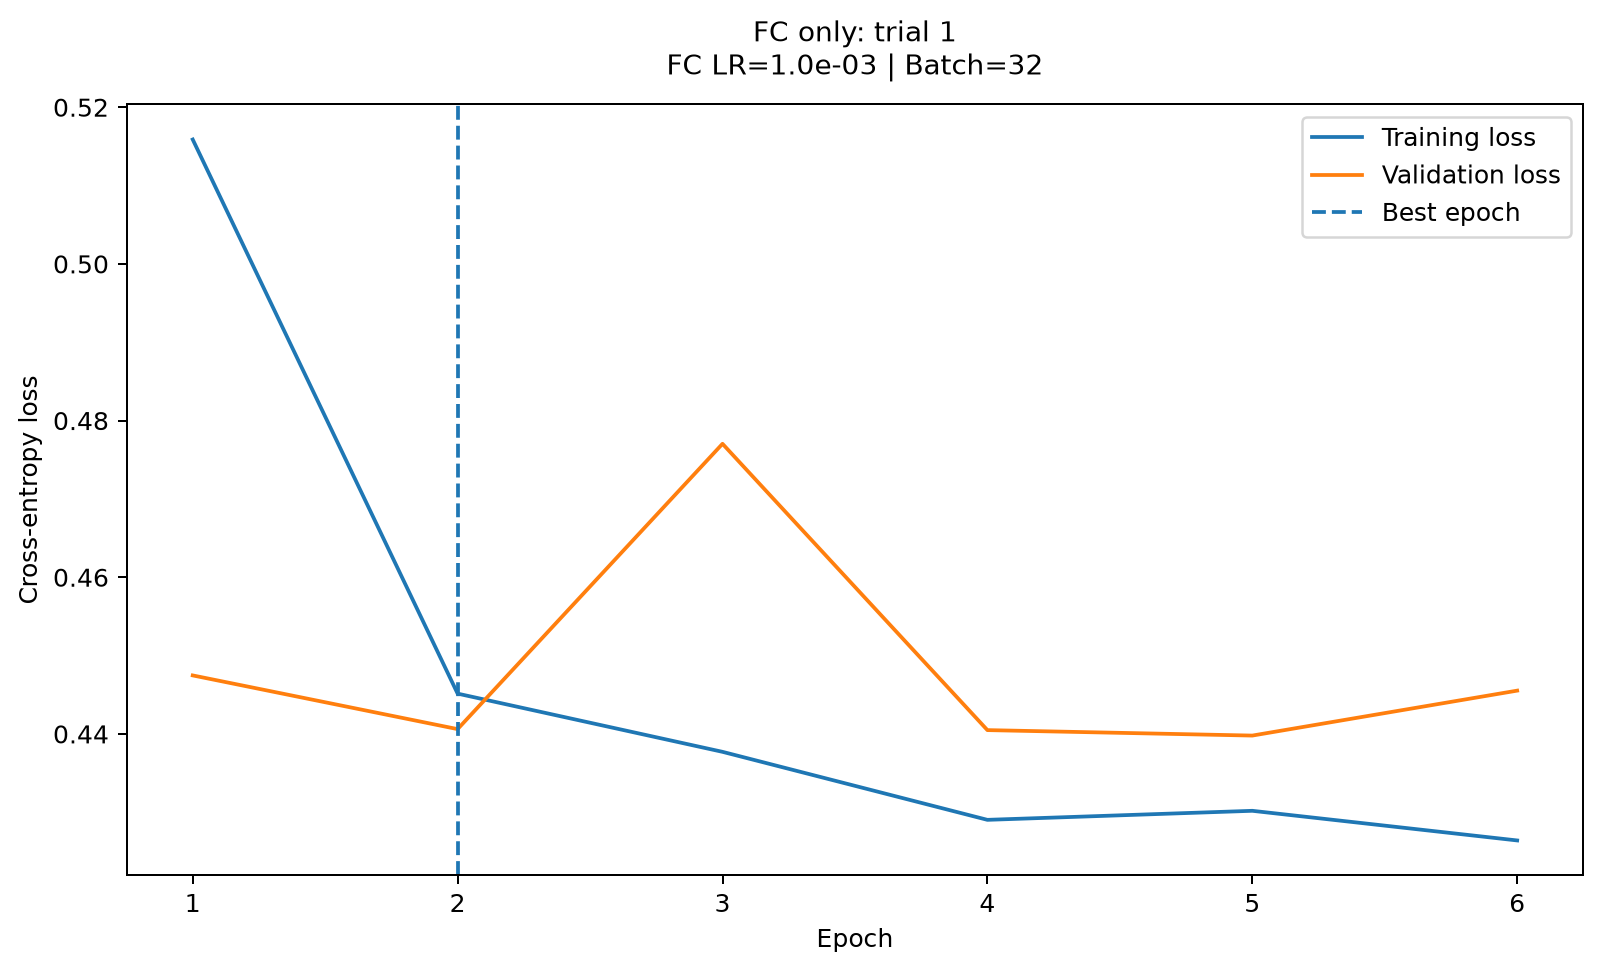 FC only: trial 1
FC LR=1.0e-03 | Batch=32
Training loss
Validation loss
Best epoch
Cross-entropy loss
0.52
0.50
0.48
0.46
0.44
1 2 3 4 5 6
Epoch